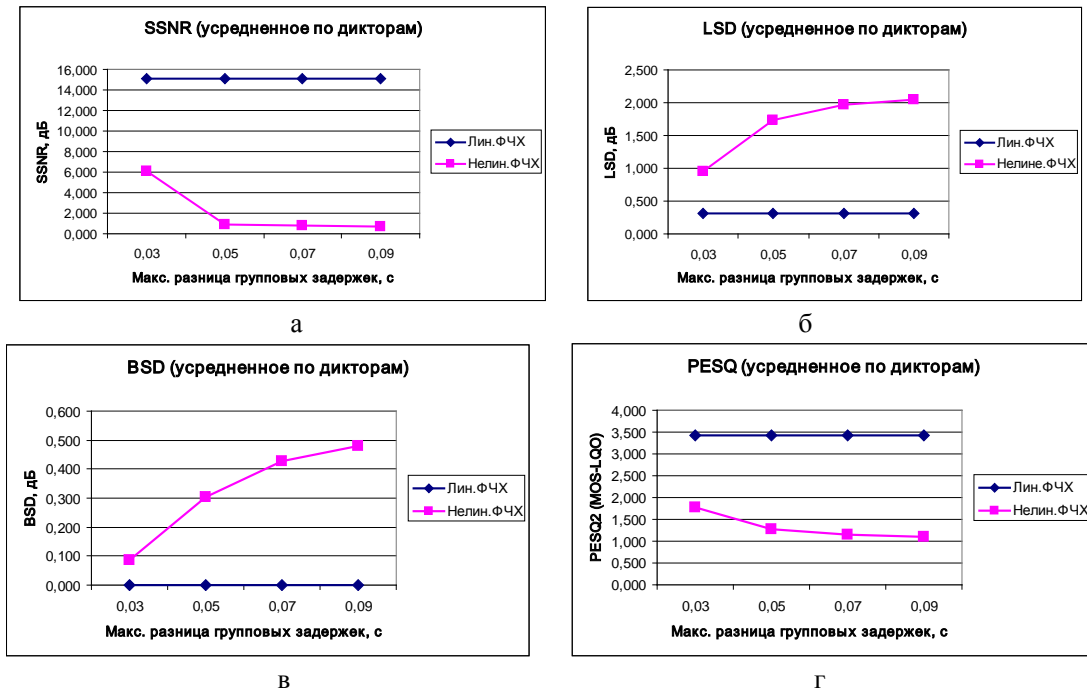 SSNR (усредненное по дикторам)
16,000
14,000
12,000
10,000
8,000
6,000
4,000
2,000
0,000
SSNR, дБ
0,03 0,05 0,07 0,09
Макс. разница групповых задержек, с
Лин.ФЧХ
Нелин.ФЧХ
а
LSD (усредненное по дикторам)
2,500
2,000
1,500
1,000
0,500
0,000
LSD, дБ
0,03 0,05 0,07 0,09
Макс. разница групповых задержек, с
Лин.ФЧХ
Нелине.ФЧХ
б
BSD (усредненное по дикторам)
0,600
0,500
0,400
0,300
0,200
0,100
0,000
BSD, дБ
0,03 0,05 0,07 0,09
Макс. разница групповых задержек, с
Лин.ФЧХ
Нелин.ФЧХ
в
PESQ (усредненное по дикторам)
4,000
3,500
3,000
2,500
2,000
1,500
1,000
0,500
0,000
PESQ2 (MOS-LQO)
0,03 0,05 0,07 0,09
Макс. разница групповых задержек, с
Лин.ФЧХ
Нелин.ФЧХ
г